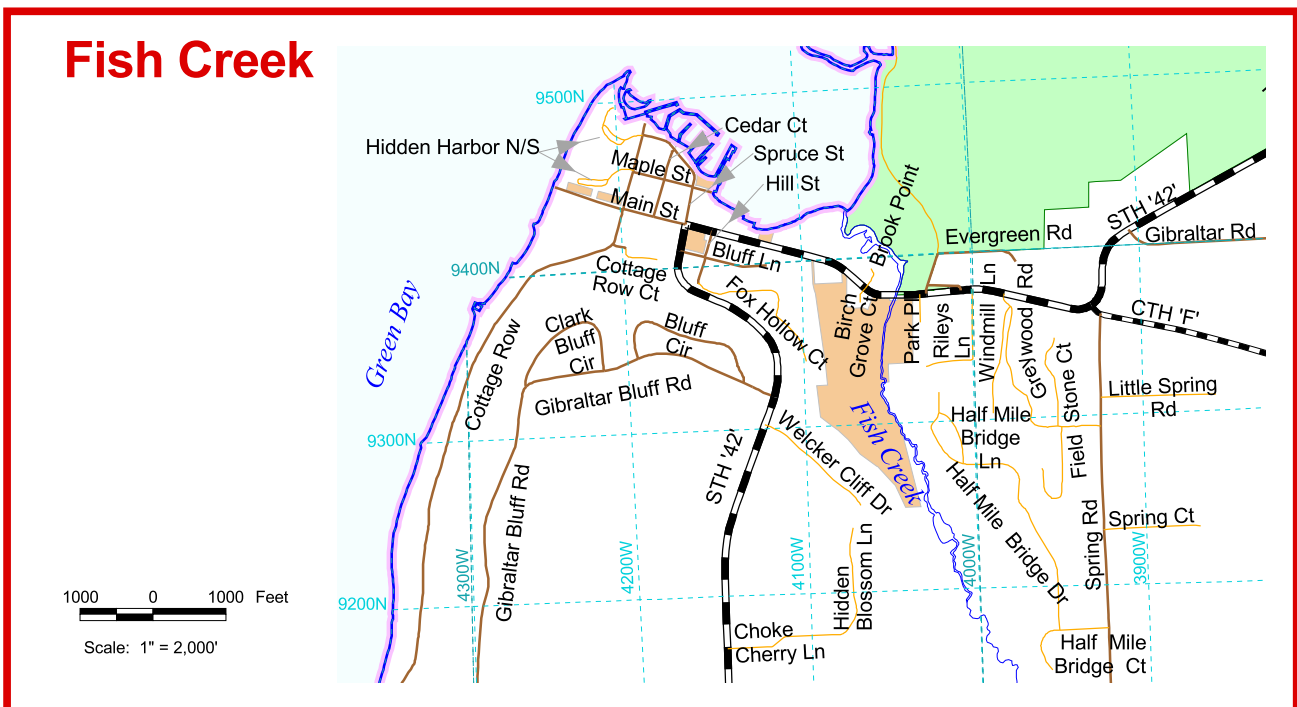 Fish Creek
9500N
Cedar Ct
Hidden Harbor N/S
Spruce St
Maple St
Hill St
Main St
Brook Point
STH '42'
Evergreen Rd
Gibraltar Rd
Bluff Ln
9400N
Cottage
Row Ct
Ln
Rd
Green Bay
Fox Hollow Ct
Birch
Grove Ct
Park Pl
Rileys
Ln
Windmill
Greywood
CTH 'F'
Clark
Bluff
Cir
Bluff
Cir
Cottage Row
Gibraltar Bluff Rd
Stone Ct
Field
Little Spring
Rd
Half Mile
Bridge
Ln
Fish Creek
9300N
STH '42'
Welcker Cliff Dr
Half Mile Bridge Dr
Gibraltar Bluff Rd
Spring Rd
Spring Ct
4300W
4200W
4100W
4000W
3900W
Hidden
Blossom Ln
9200N
Choke
Cherry Ln
Half Mile
Bridge Ct
1000 0 1000 Feet
Scale: 1" = 2,000'